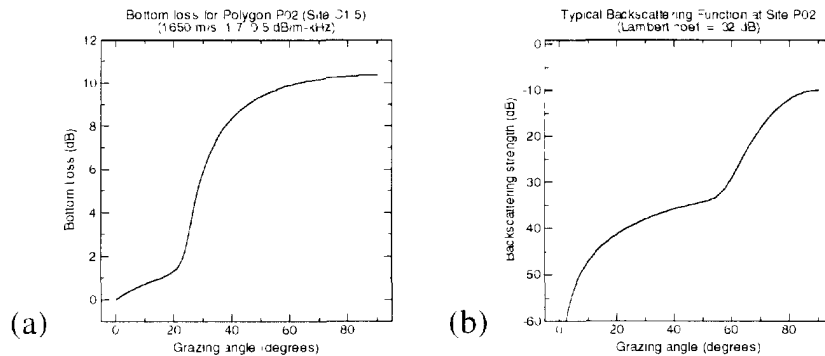 Bottom loss for Polygon P02 (Site C1 5)
(1650 m/s 1.7 0.5 dB/m-kHz)
12
10
8
6
4
2
0
Bottom Loss (dB)
0 20 40 60 80
Grazing angle (degrees)
(a)
Typical Backscattering Function at Site P02
(Lambert coef = 32 dB)
0
-10
20
30
40
50
-60
Backscattering strength (dB)
0 20 40 60 80
Grazing angle (degrees)
(b)